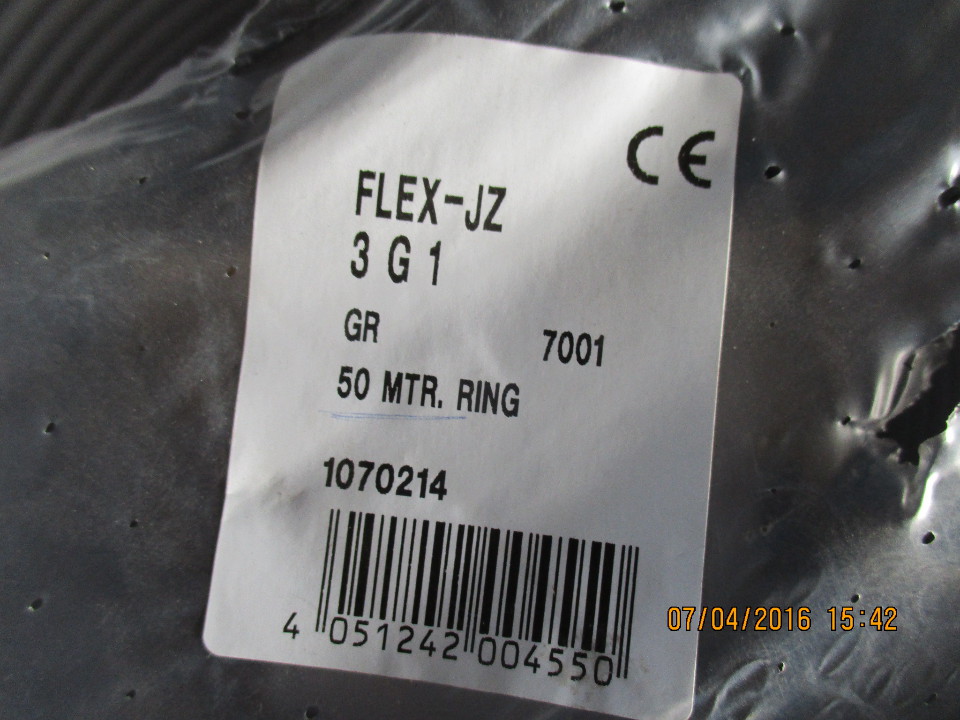 CE
FLEX-JZ
3 G 1
GR 7001
50 MTR. RING
1070214
4 051242 004550
07/04/2016 15:42